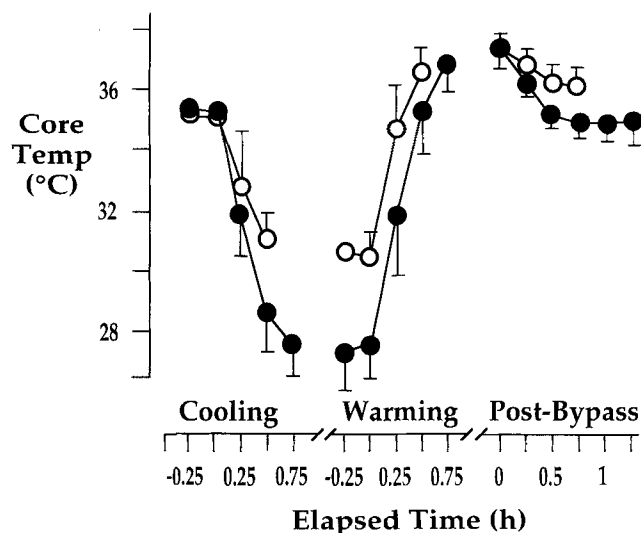 36
Core
Temp
(°C)
32
28
Cooling Warming Post-Bypass
-0.25 0.25 0.75 -0.25 0.25 0.75 0 0.5 1
Elapsed Time (h)